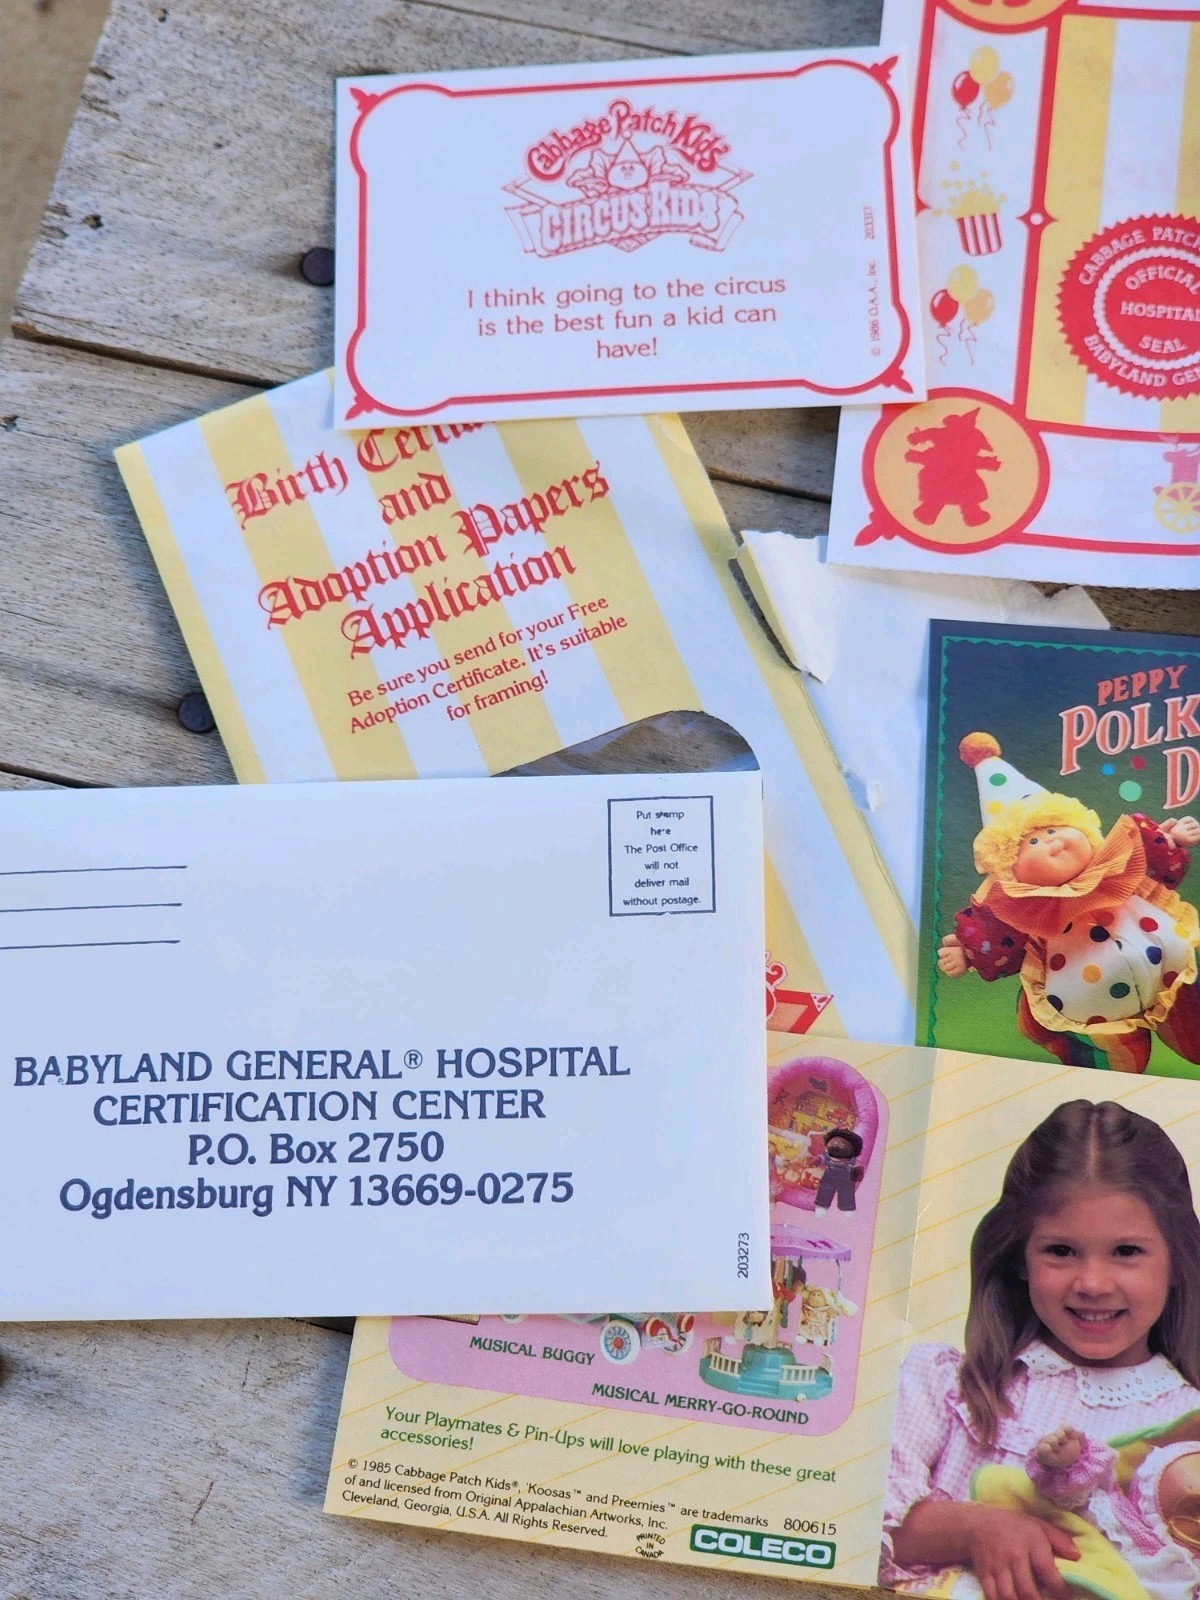 Cabbage Patch Kids
CIRCUS KIDS
I think going to the circus
is the best fun a kid can
have!
© 1986 O.A.A., Inc. 203317
CABBAGE PATCH
OFFICIAL
HOSPITAL
SEAL
BABYLAND GEN
Birth
and
Adoption Papers
Application
Be sure you send for your Free
Adoption Certificate. It's suitable
for framing!
PEPPY
POLK
D
Put stamp
here
The Post Office
will not
deliver mail
without postage.
BABYLAND GENERAL® HOSPITAL
CERTIFICATION CENTER
P.O. Box 2750
Ogdensburg NY 13669-0275
203273
MUSICAL BUGGY
MUSICAL MERRY-GO-ROUND
Your Playmates & Pin-Ups will love playing with these great
accessories!
© 1985 Cabbage Patch Kids®, 'Koosas™ and Preemies™ are trademarks
of and licensed from Original Appalachian Artworks, Inc.
Cleveland, Georgia, U.S.A. All Rights Reserved.
800615
PRINTED
IN
CANADA
COLECO